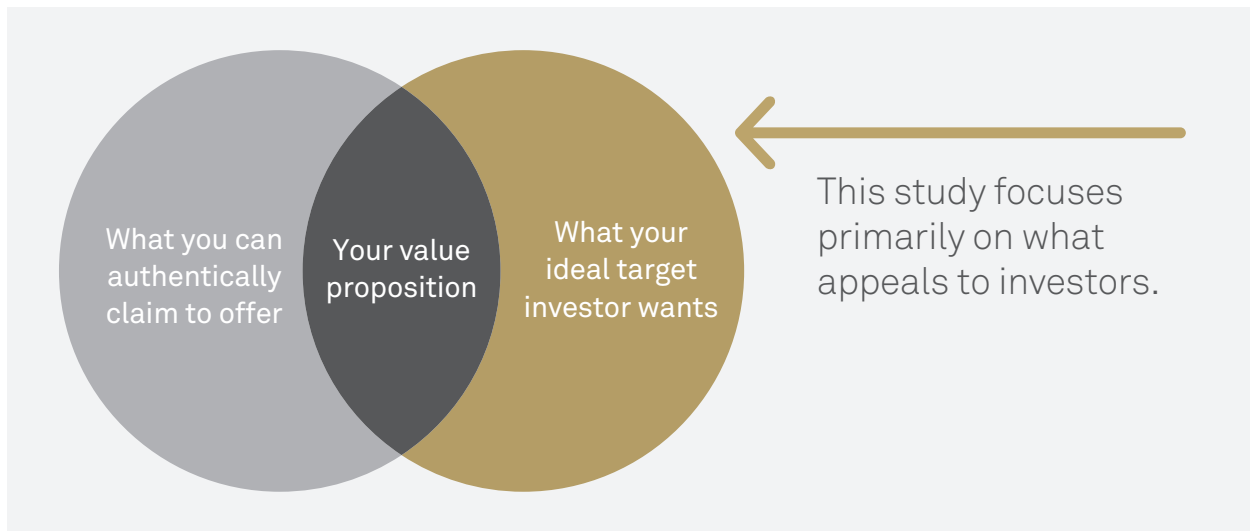 What you can
authentically
claim to offer
Your value
proposition
What your
ideal target
investor wants
This study focuses
primarily on what
appeals to investors.